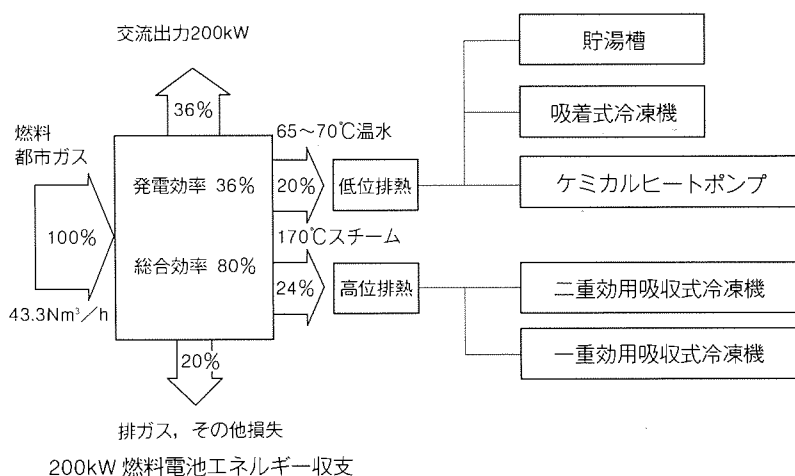 交流出力200kW
36%
燃料
都市ガス
100%
43.3Nm³/h
発電効率 36%
総合効率 80%
65～70℃温水
20%
低位排熱
170℃スチーム
24%
高位排熱
貯湯槽
吸着式冷凍機
ケミカルヒートポンプ
二重効用吸収式冷凍機
一重効用吸収式冷凍機
20%
排ガス，その他損失
200kW 燃料電池エネルギー収支